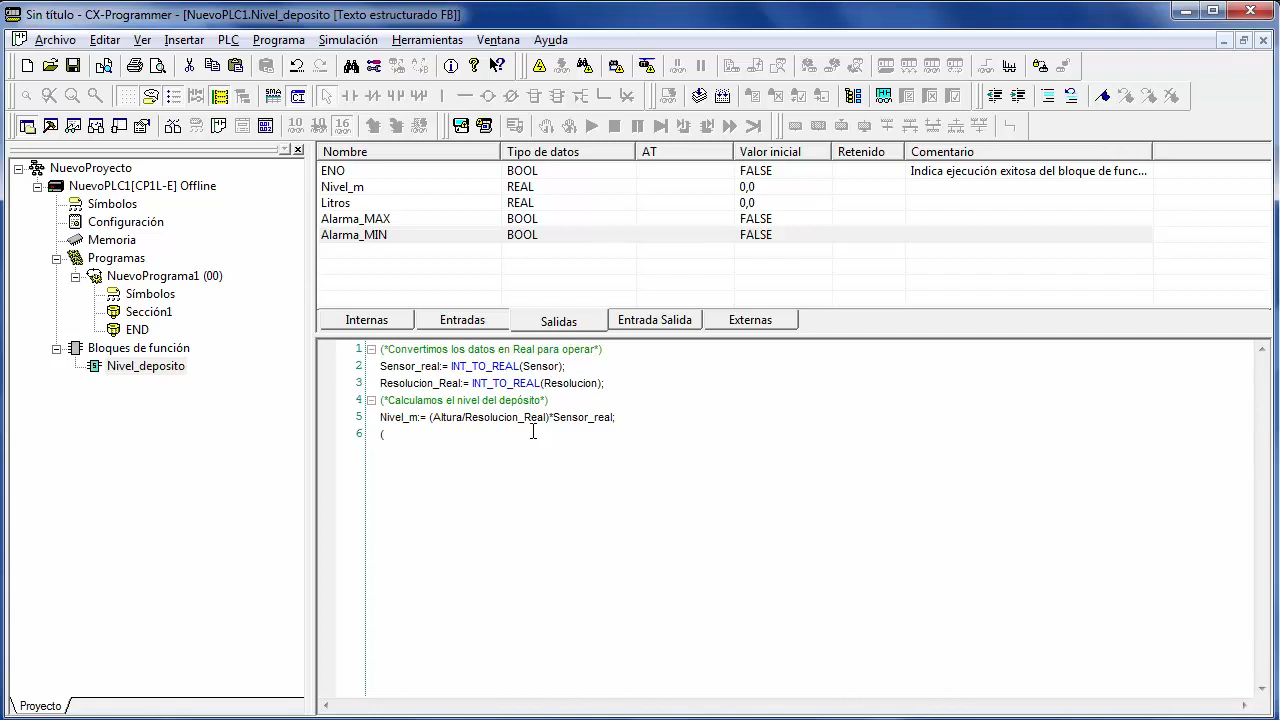 Sin título - CX-Programmer - [NuevoPLC1.Nivel_deposito [Texto estructurado FB]]
Archivo Editar Ver Insertar PLC Programa Simulación Herramientas Ventana Ayuda
SMA
CI
10 10 16
NuevoProyecto
NuevoPLC1[CP1L-E] Offline
Símbolos
Configuración
Memoria
Programas
NuevoPrograma1 (00)
Símbolos
Sección1
END
Bloques de función
Nivel_deposito
Proyecto
Nombre Tipo de datos AT Valor inicial Retenido Comentario
ENO BOOL FALSE Indica ejecución exitosa del bloque de func...
Nivel_m REAL 0,0
Litros REAL 0,0
Alarma_MAX BOOL FALSE
Alarma_MIN BOOL FALSE
Internas Entradas Salidas Entrada Salida Externas
1 (*Convertimos los datos en Real para operar*)
2 Sensor_real:= INT_TO_REAL(Sensor);
3 Resolucion_Real:= INT_TO_REAL(Resolucion);
4 (*Calculamos el nivel del depósito*)
5 Nivel_m:= (Altura/Resolucion_Real)*Sensor_real;
6 (